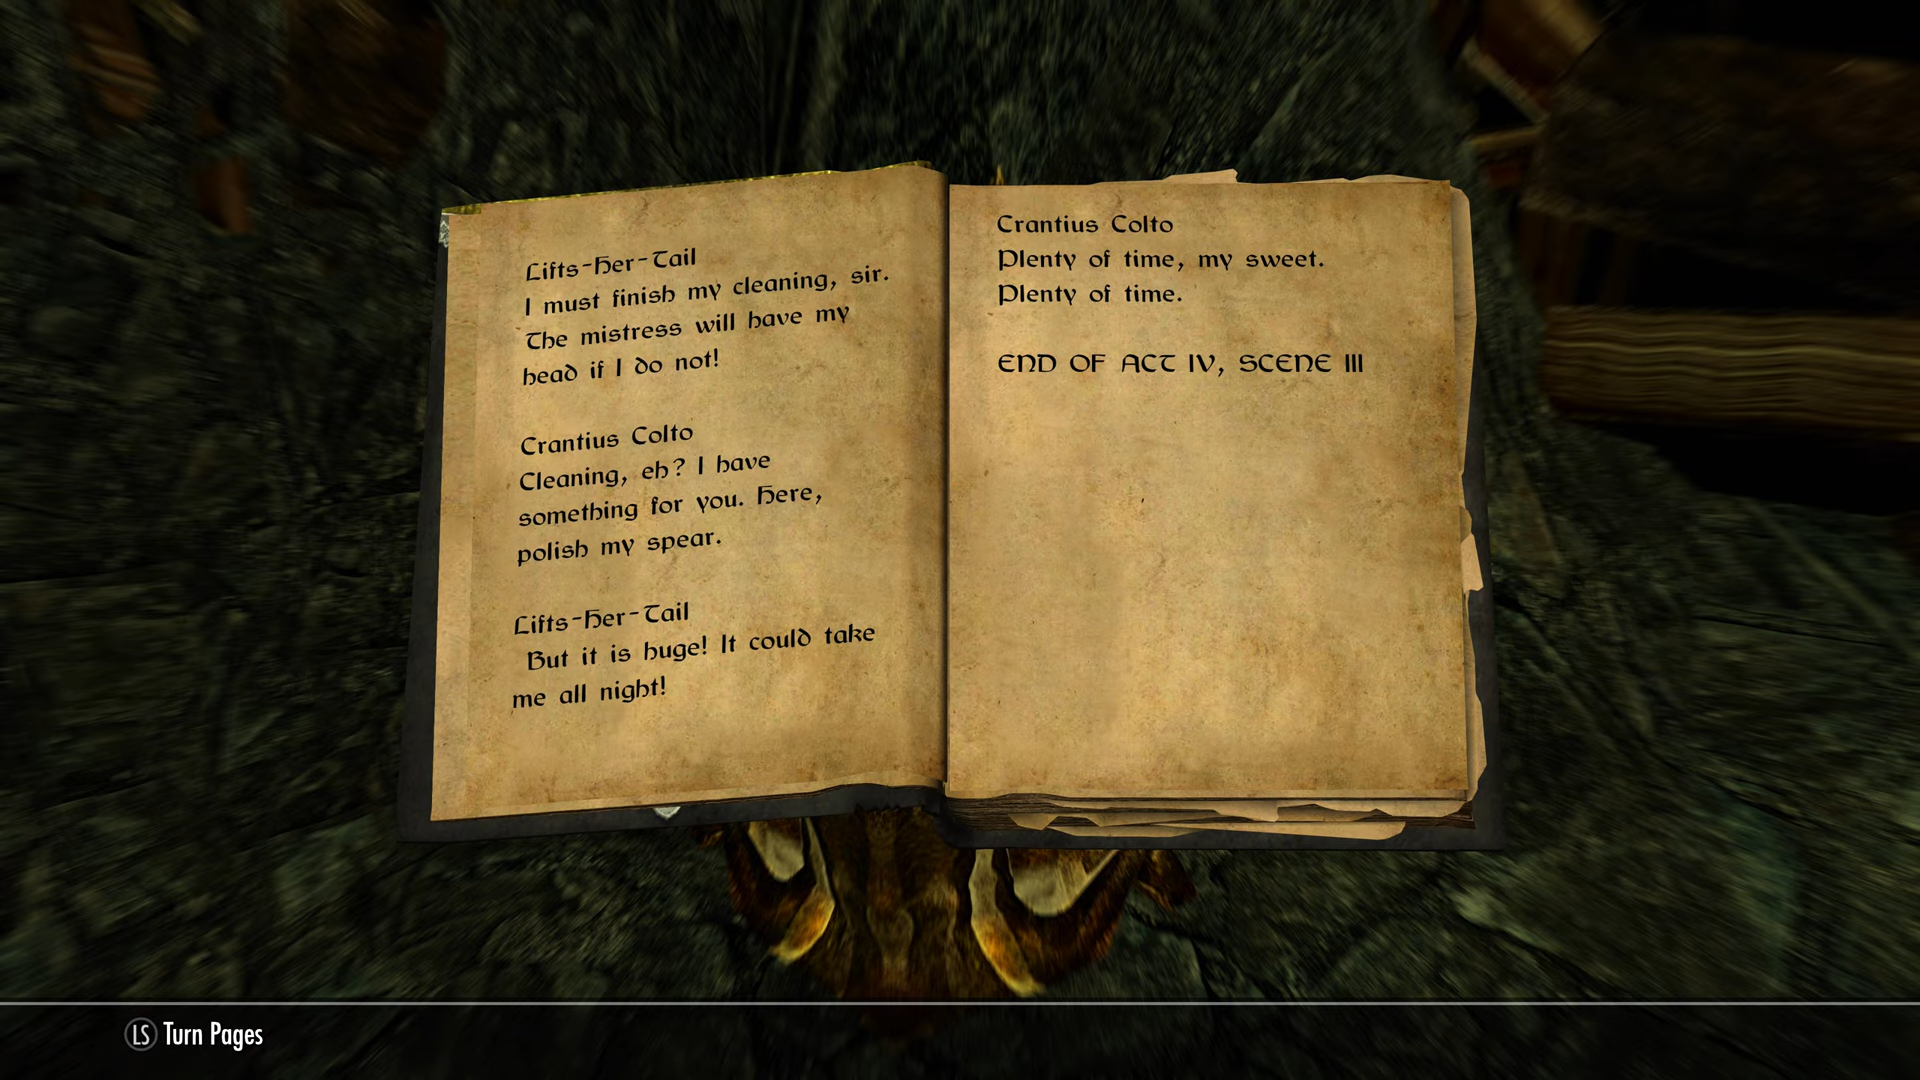 Lifts-Her-Tail
I must finish my cleaning, sir.
The mistress will have my
head if I do not!
Crantius Colto
Cleaning, eh? I have
something for you. Here,
polish my spear.
Lifts-Her-Tail
But it is huge! It could take
me all night!
Crantius Colto
Plenty of time, my sweet.
Plenty of time.
END OF ACT IV, SCENE III
LS Turn Pages